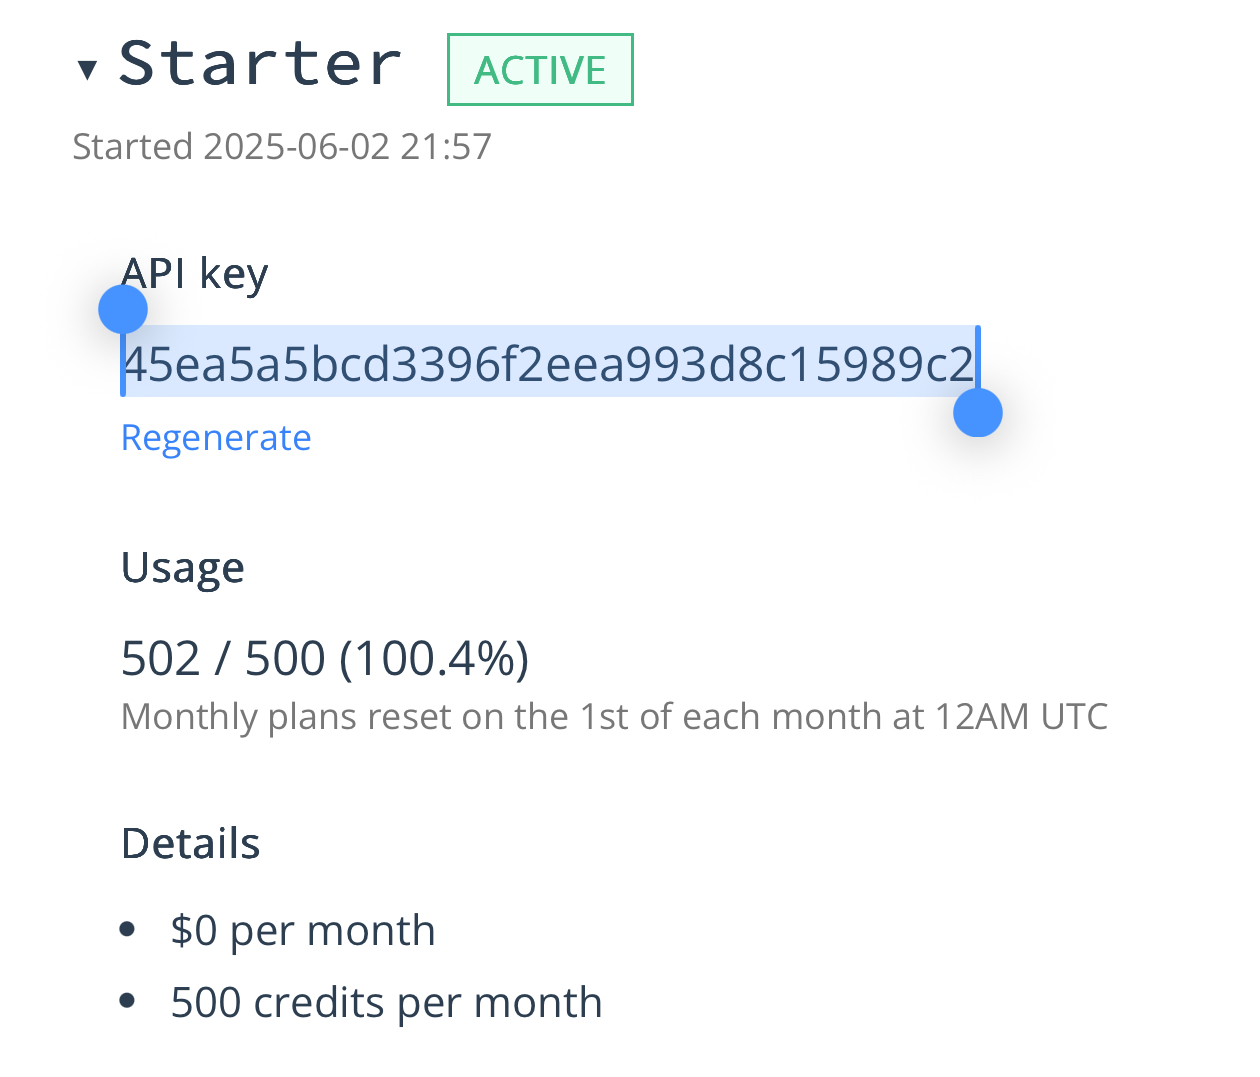 ▼ Starter ACTIVE
Started 2025-06-02 21:57
API key
45ea5a5bcd3396f2eea993d8c15989c2
Regenerate
Usage
502 / 500 (100.4%)
Monthly plans reset on the 1st of each month at 12AM UTC
Details
• $0 per month
• 500 credits per month